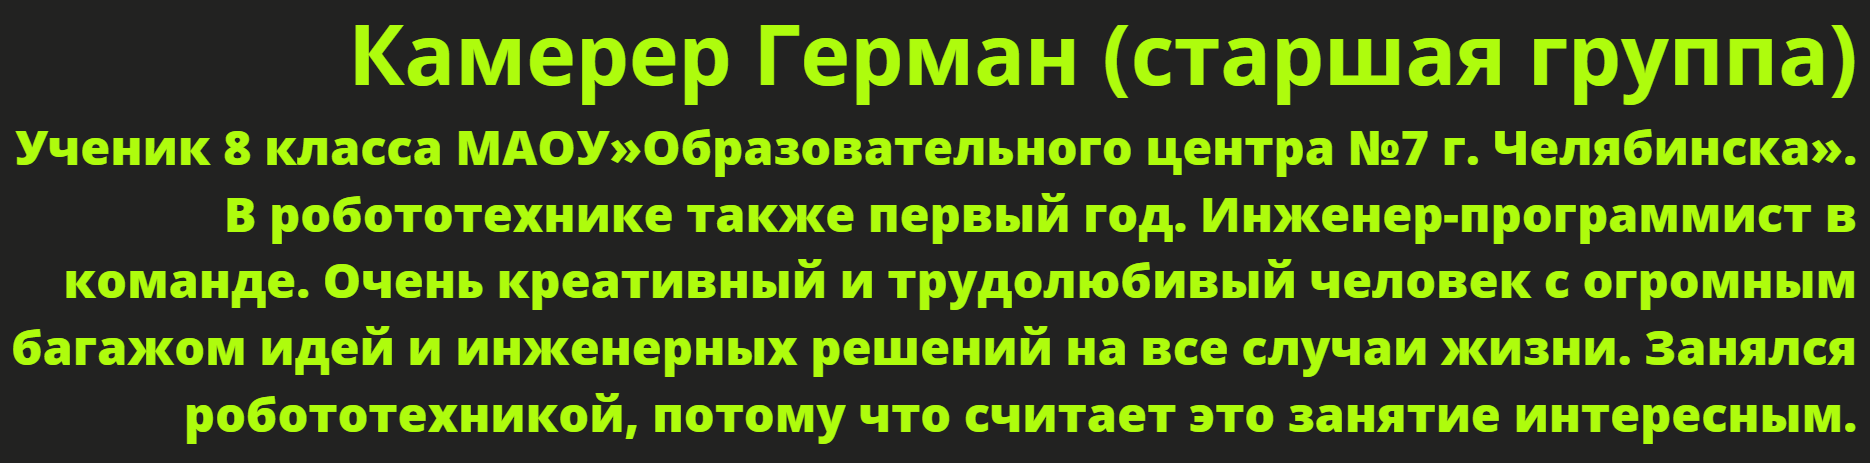 Камерер Герман (старшая группа)
Ученик 8 класса МАОУ»Образовательного центра №7 г. Челябинска».
В робототехнике также первый год. Инженер-программист в
команде. Очень креативный и трудолюбивый человек с огромным
багажом идей и инженерных решений на все случаи жизни. Занялся
робототехникой, потому что считает это занятие интересным.